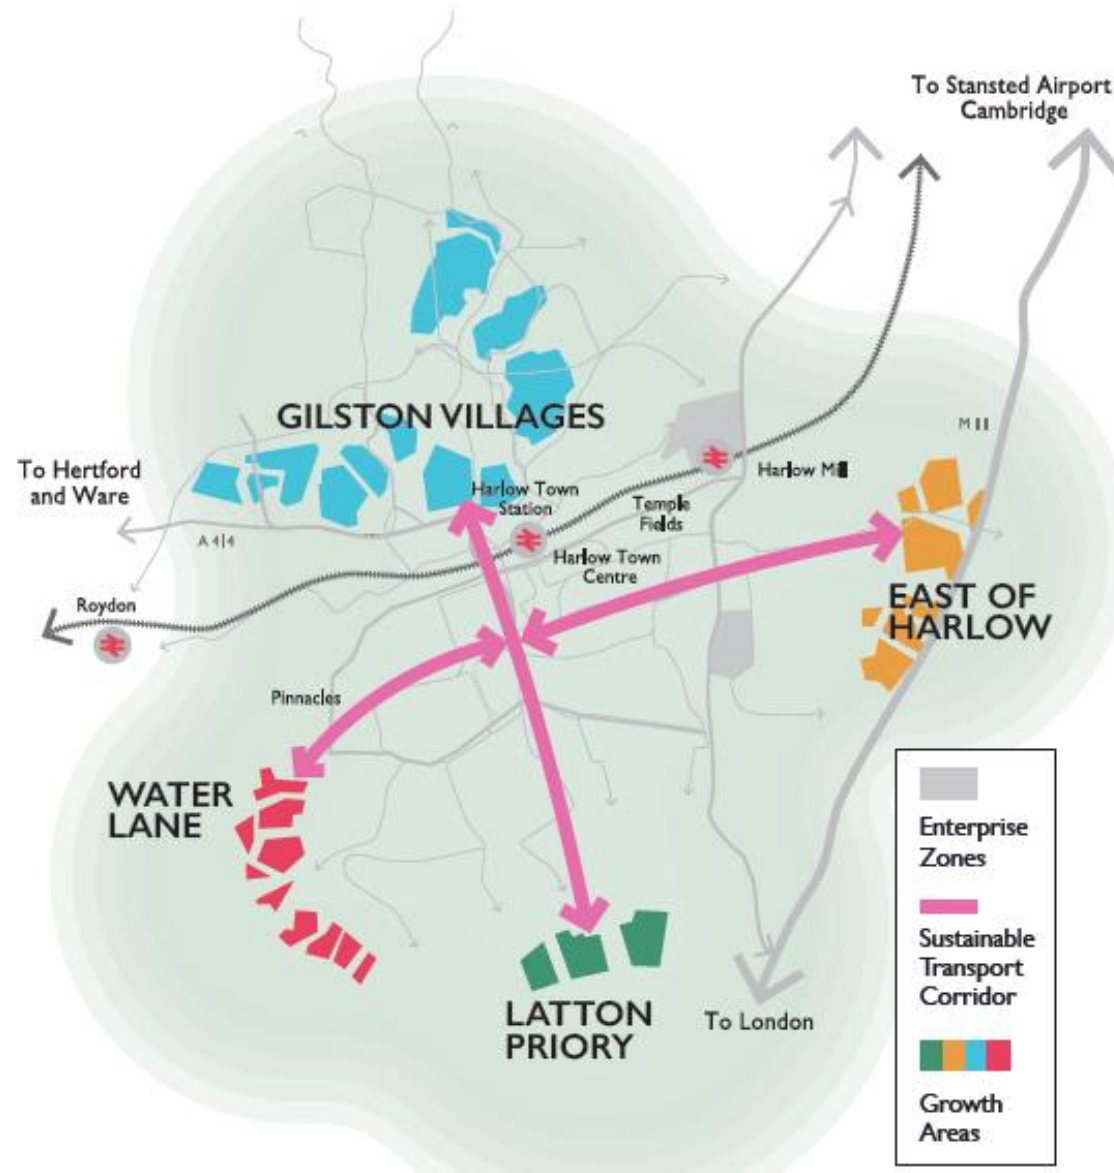 To Stansted Airport
Cambridge
GILSTON VILLAGES
M11
To Hertford
and Ware
Harlow Mill
Harlow Town
Station
Temple
Fields
A414
Harlow Town
Centre
EAST OF
HARLOW
Roydon
Pinnacles
WATER
LANE
LATTON
PRIORY
To London
Enterprise
Zones
Sustainable
Transport
Corridor
Growth
Areas